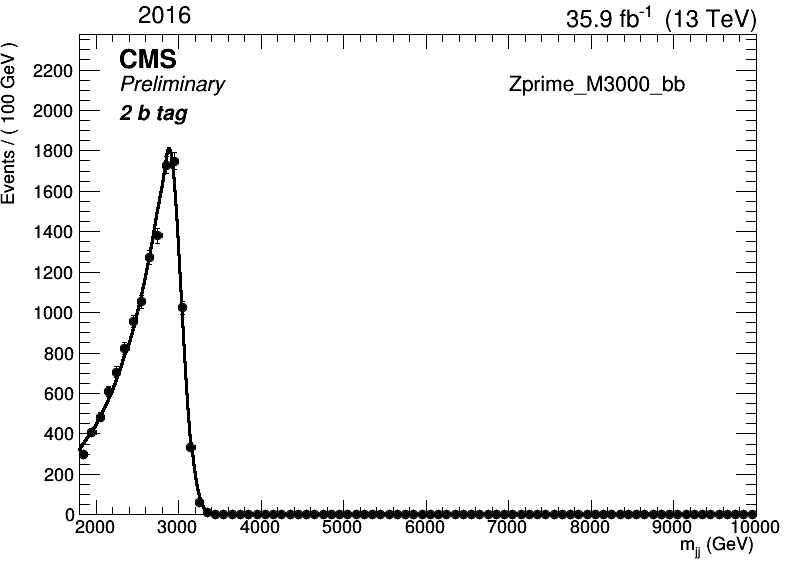 2016
35.9 fb-1 (13 TeV)
CMS
Preliminary
2 b tag
Zprime_M3000_bb
Events / ( 100 GeV )
2200
2000
1800
1600
1400
1200
1000
800
600
400
200
0
2000 3000 4000 5000 6000 7000 8000 9000 10000
mjj (GeV)